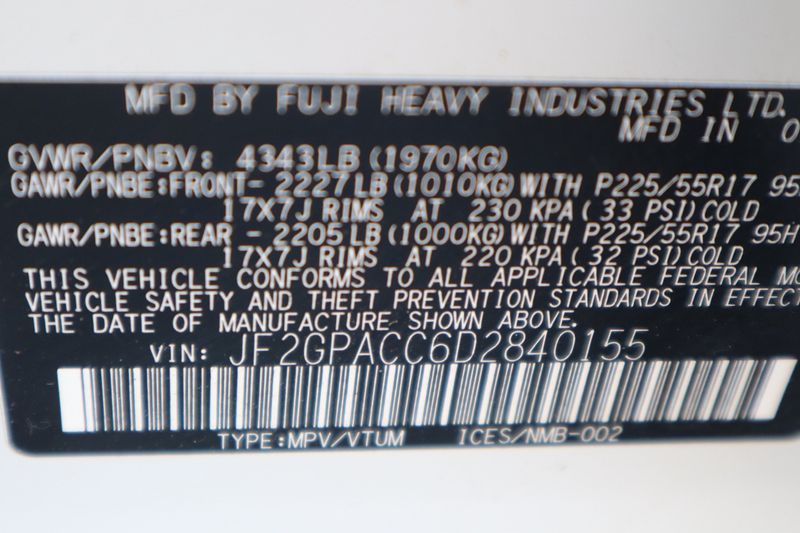 MFD BY FUJI HEAVY INDUSTRIES LTD.
MFD IN 0
GVWR/PNBV: 4343LB (1970KG)
GAWR/PNBE:FRONT- 2227LB (1010KG) WITH P225/55R17 95
17X7J RIMS AT 230 KPA ( 33 PSI) COLD
GAWR/PNBE:REAR - 2205LB (1000KG) WITH P225/55R17 95H
17X7J RIMS AT 220 KPA ( 32 PSI) COLD
THIS VEHICLE CONFORMS TO ALL APPLICABLE FEDERAL MO
VEHICLE SAFETY AND THEFT PREVENTION STANDARDS IN EFFECT
THE DATE OF MANUFACTURE SHOWN ABOVE.
VIN: JF2GPACC6D2840155
TYPE:MPV/VTUM ICES/NMB-002